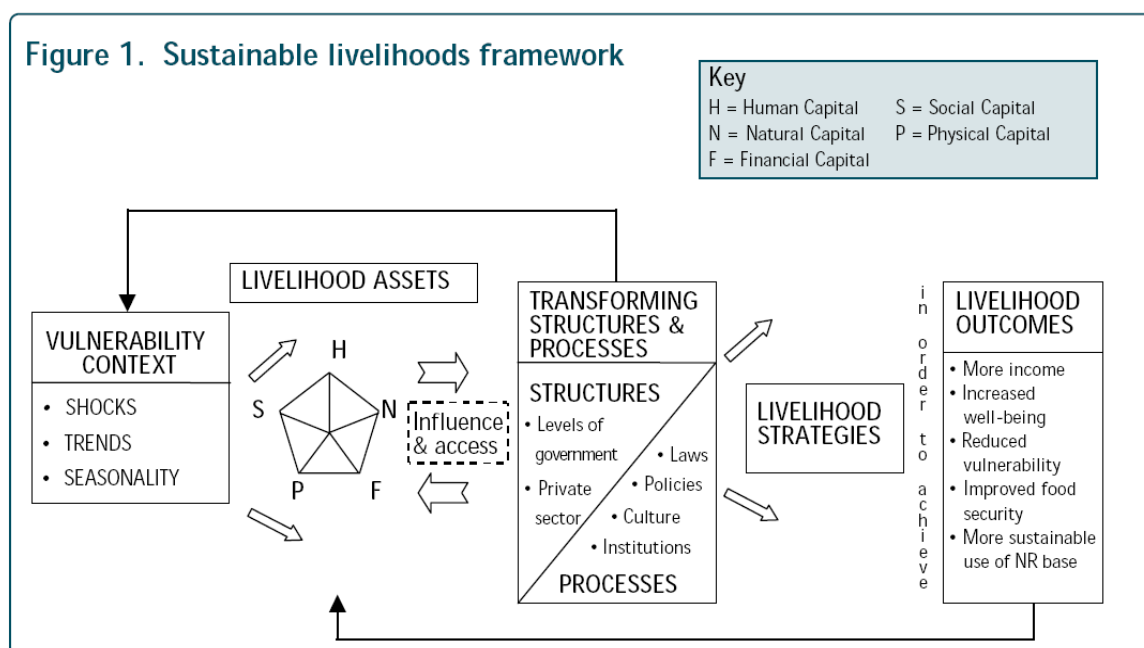 Figure 1. Sustainable livelihoods framework
Key
H = Human Capital
S = Social Capital
N = Natural Capital
P = Physical Capital
F = Financial Capital
LIVELIHOOD ASSETS
VULNERABILITY
CONTEXT
• SHOCKS
• TRENDS
• SEASONALITY
H
S
N
P
F
Influence
& access
TRANSFORMING
STRUCTURES &
PROCESSES
STRUCTURES
• Levels of
government
• Private
sector
• Laws
• Policies
• Culture
• Institutions
PROCESSES
LIVELIHOOD
STRATEGIES
in order to achieve
LIVELIHOOD
OUTCOMES
• More income
• Increased
well-being
• Reduced
vulnerability
• Improved food
security
• More sustainable
use of NR base